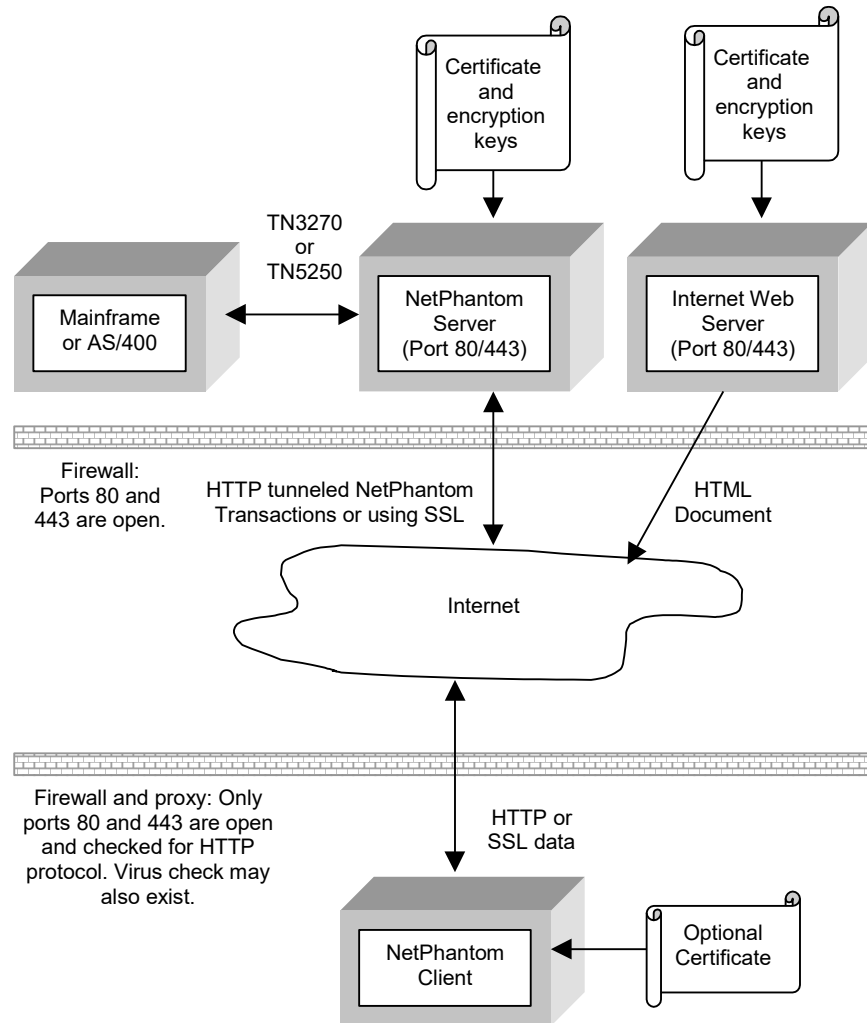 Certificate
and
encryption
keys
Certificate
and
encryption
keys
TN3270
or
TN5250
Mainframe
or AS/400
NetPhantom
Server
(Port 80/443)
Internet Web
Server
(Port 80/443)
Firewall:
Ports 80 and
443 are open.
HTTP tunneled NetPhantom
Transactions or using SSL
HTML
Document
Internet
Firewall and proxy: Only
ports 80 and 443 are open
and checked for HTTP
protocol. Virus check may
also exist.
HTTP or
SSL data
NetPhantom
Client
Optional
Certificate